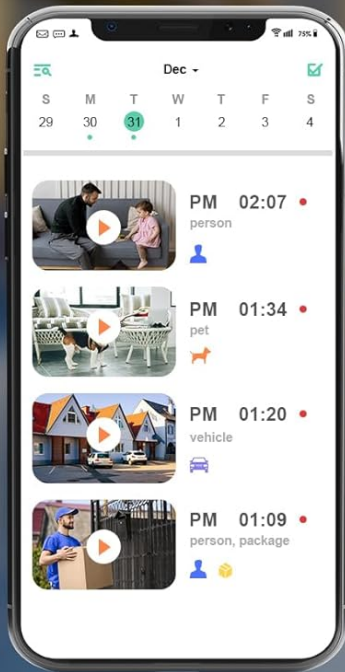 75%
Dec
S M T W T F S
29 30 31 1 2 3 4
PM 02:07
person
PM 01:34
pet
PM 01:20
vehicle
PM 01:09
person, package